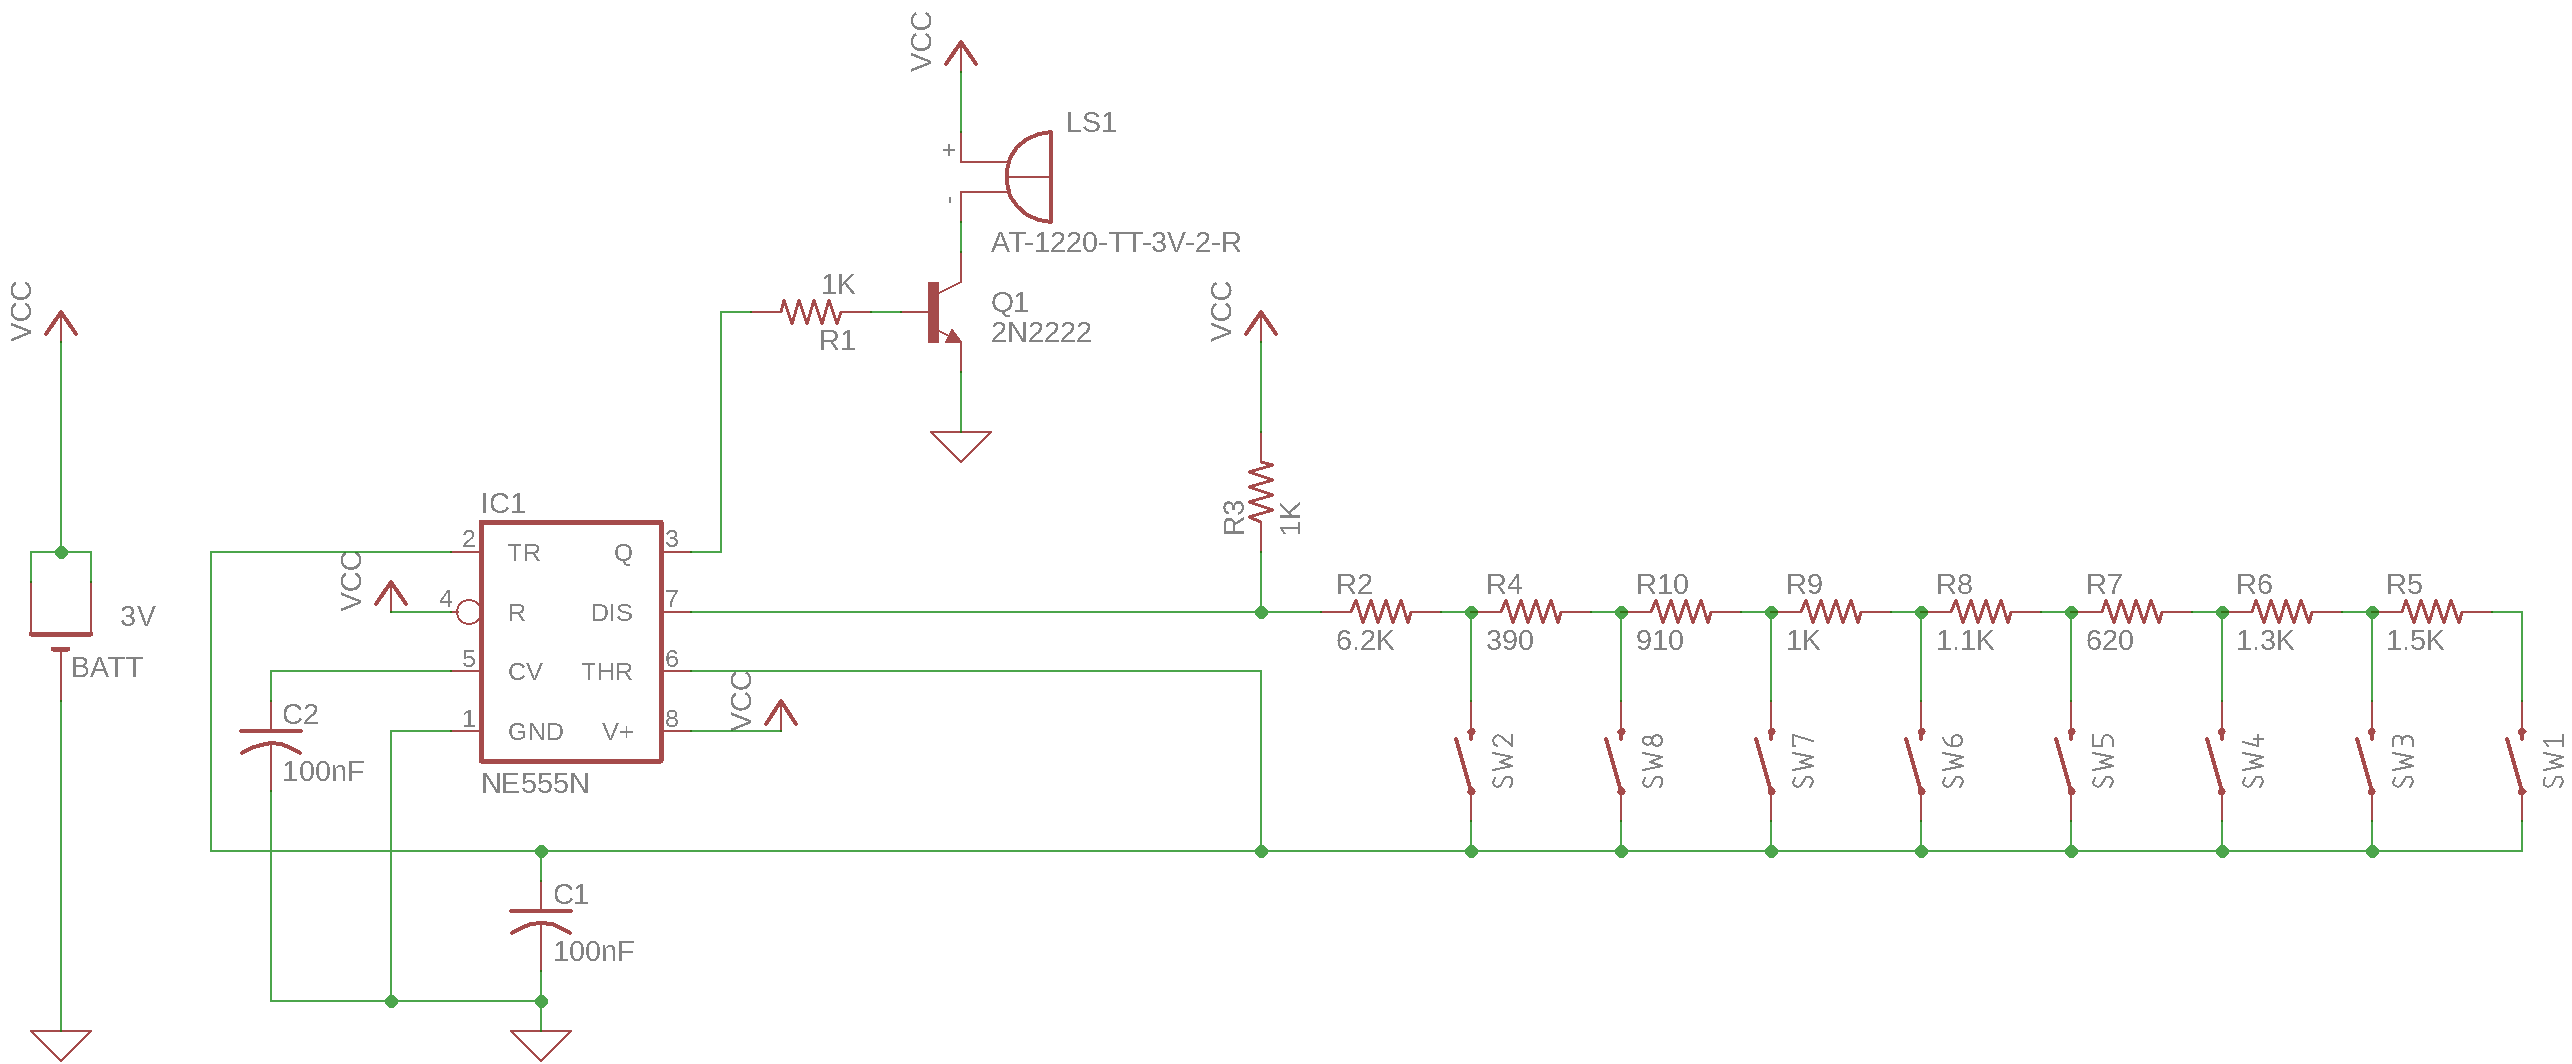 VCC
LS1
+
-
AT-1220-TT-3V-2-R
VCC
1K
R1
Q1
2N2222
VCC
R3
1K
3V
BATT
IC1
2
TR
Q
3
VCC
4
R
DIS
7
5
CV
THR
6
1
GND
V+
8
VCC
NE555N
C2
100nF
C1
100nF
R2
R4
R10
R9
R8
R7
R6
R5
6.2K
390
910
1K
1.1K
620
1.3K
1.5K
SW2
SW8
SW7
SW6
SW5
SW4
SW3
SW1